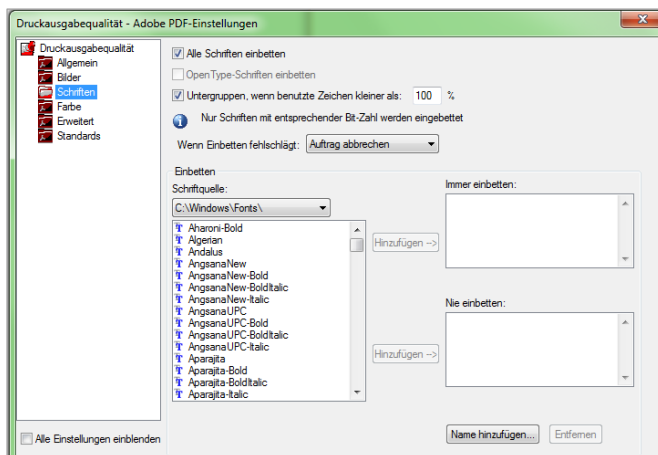 Druckausgabequalität - Adobe PDF-Einstellungen
Druckausgabequalität
Allgemein
Bilder
Schriften
Farbe
Erweitert
Standards
Alle Einstellungen einblenden
Alle Schriften einbetten
OpenType-Schriften einbetten
Untergruppen, wenn benutzte Zeichen kleiner als: 100 %
Nur Schriften mit entsprechender Bit-Zahl werden eingebettet
Wenn Einbetten fehlschlägt: Auftrag abbrechen
Einbetten
Schriftquelle:
C:\Windows\Fonts\
Aharoni-Bold
Algerian
Andalus
AngsanaNew
AngsanaNew-Bold
AngsanaNew-BoldItalic
AngsanaNew-Italic
AngsanaUPC
AngsanaUPC-Bold
AngsanaUPC-BoldItalic
AngsanaUPC-Italic
Aparajita
Aparajita-Bold
Aparajita-BoldItalic
Aparajita-Italic
Hinzufügen -->
Hinzufügen -->
Immer einbetten:
Nie einbetten:
Name hinzufügen... Entfernen